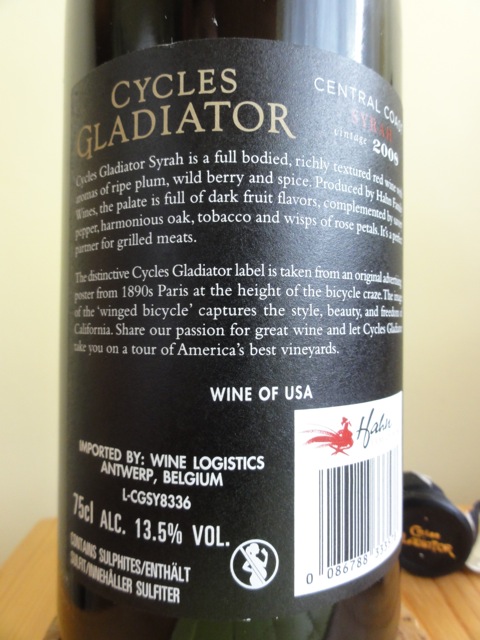 CYCLES
GLADIATOR
CENTRAL COAST
SYRAH
vintage 2008
Cycles Gladiator Syrah is a full bodied, richly textured red wine with
aromas of ripe plum, wild berry and spice. Produced by Hahn Family
Wines, the palate is full of dark fruit flavors, complemented by
pepper, harmonious oak, tobacco and wisps of rose petals. It's a perfect
partner for grilled meats.
The distinctive Cycles Gladiator label is taken from an original advertising
poster from 1890s Paris at the height of the bicycle craze. The image
of the 'winged bicycle' captures the style, beauty, and freedom of
California. Share our passion for great wine and let Cycles Gladiator
take you on a tour of America's best vineyards.
WINE OF USA
Hahn
IMPORTED BY: WINE LOGISTICS
ANTWERP, BELGIUM
L-CGSY8336
75cl ALC. 13.5% VOL.
CONTAINS SULPHITES/ENTHÄLT
SULFIT/INNEHÅLLER SULFITER
0 086788
Cycles
GLADIATOR